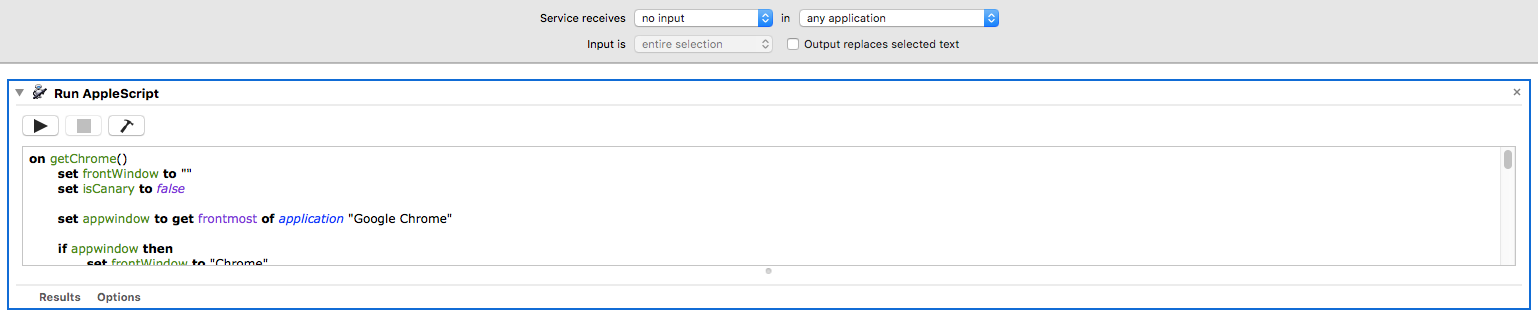 Service receives no input in any application
Input is entire selection Output replaces selected text
Run AppleScript
on getChrome()
set frontWindow to ""
set isCanary to false
set appwindow to get frontmost of application "Google Chrome"
if appwindow then
set frontWindow to "Chrome"
Results Options